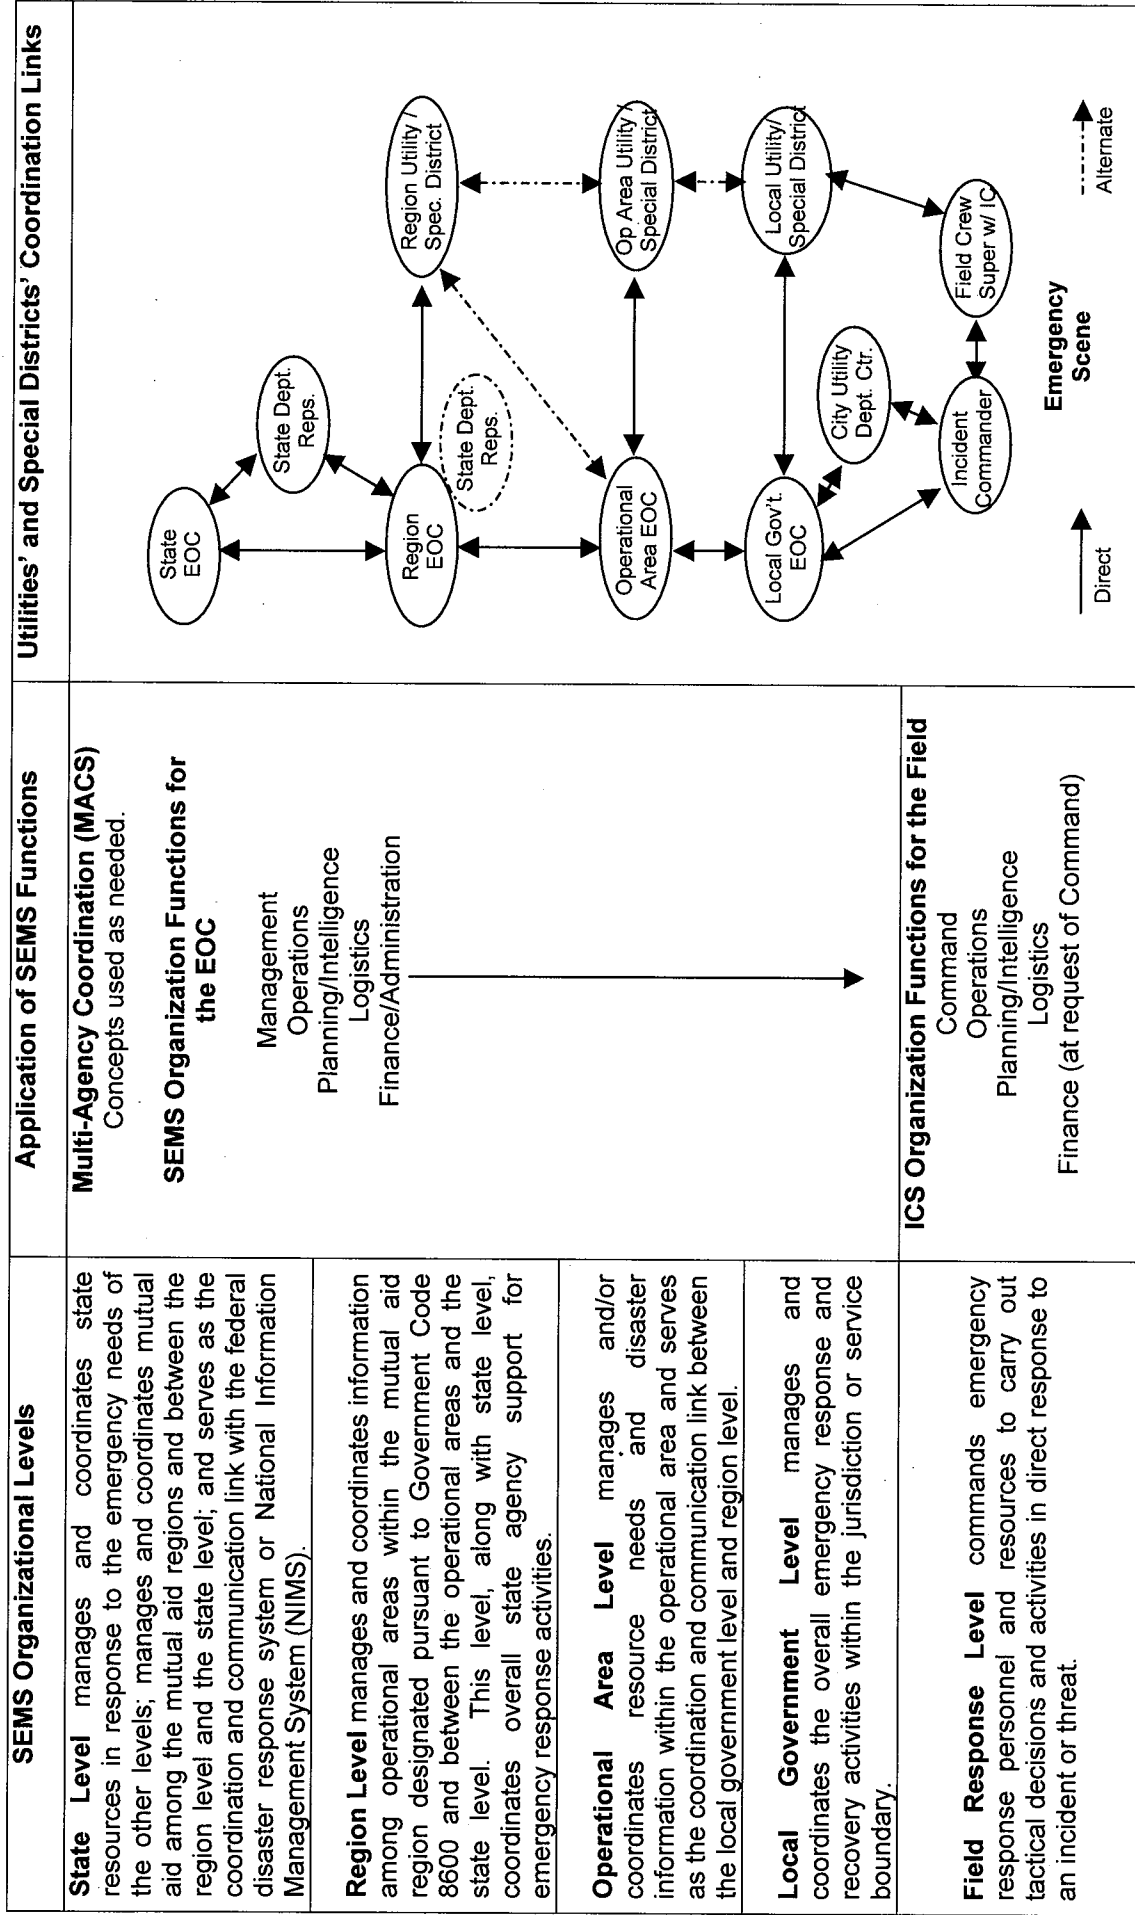 SEMS Organizational Levels
Application of SEMS Functions
Utilities' and Special Districts' Coordination Links
State Level manages and coordinates state
resources in response to the emergency needs of
the other levels; manages and coordinates mutual
aid among the mutual aid regions and between the
region level and the state level; and serves as the
coordination and communication link with the federal
disaster response system or National Information
Management System (NIMS).
Region Level manages and coordinates information
among operational areas within the mutual aid
region designated pursuant to Government Code
8600 and between the operational areas and the
state level. This level, along with state level,
coordinates overall state agency support for
emergency response activities.
Operational Area Level manages and/or
coordinates resource needs and disaster
information within the operational area and serves
as the coordination and communication link between
the local government level and region level.
Local Government Level manages and
coordinates the overall emergency response and
recovery activities within the jurisdiction or service
boundary.
Field Response Level commands emergency
response personnel and resources to carry out
tactical decisions and activities in direct response to
an incident or threat.
Multi-Agency Coordination (MACS)
Concepts used as needed.
SEMS Organization Functions for
the EOC
Management
Operations
Planning/Intelligence
Logistics
Finance/Administration
ICS Organization Functions for the Field
Command
Operations
Planning/Intelligence
Logistics
Finance (at request of Command)
State
EOC
State Dept.
Reps.
Region
EOC
State Dept.
Reps.
Region Utility /
Spec. District
Operational
Area EOC
Op Area Utility /
Special District
Local Gov't.
EOC
City Utility
Dept. Ctr.
Local Utility/
Special District
Incident
Commander
Field Crew
Super w/ IC
Emergency
Scene
Direct
Alternate